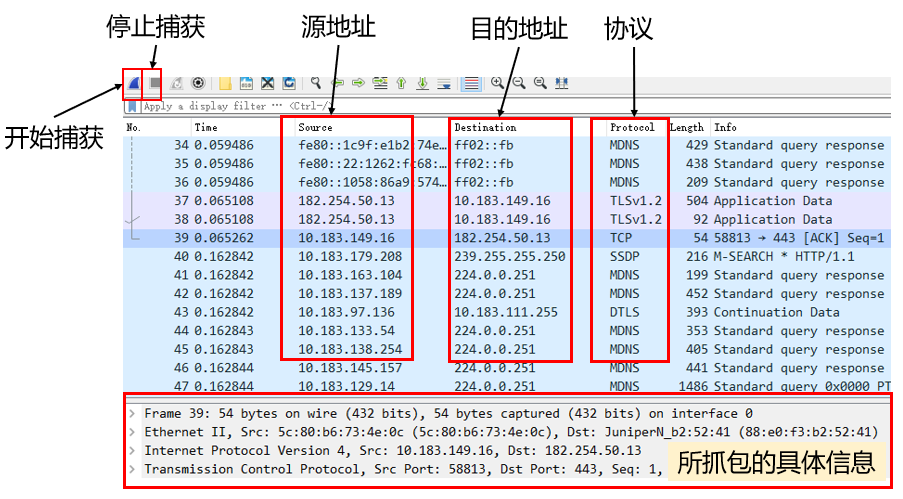 停止捕获
源地址
目的地址
协议
开始捕获
Apply a display filter ⋯ <Ctrl-/>
No. Time Source Destination Protocol Length Info
34 0.059486 fe80::1c9f:e1b2:74e… ff02::fb MDNS 429 Standard query response
35 0.059486 fe80::22:1262:fc68:… ff02::fb MDNS 438 Standard query response
36 0.059486 fe80::1058:86a9:574… ff02::fb MDNS 209 Standard query response
37 0.065108 182.254.50.13 10.183.149.16 TLSv1.2 504 Application Data
38 0.065108 182.254.50.13 10.183.149.16 TLSv1.2 92 Application Data
39 0.065262 10.183.149.16 182.254.50.13 TCP 54 58813 → 443 [ACK] Seq=1
40 0.162842 10.183.179.208 239.255.255.250 SSDP 216 M-SEARCH * HTTP/1.1
41 0.162842 10.183.163.104 224.0.0.251 MDNS 199 Standard query response
42 0.162842 10.183.137.189 224.0.0.251 MDNS 452 Standard query response
43 0.162842 10.183.97.136 10.183.111.255 DTLS 393 Continuation Data
44 0.162843 10.183.133.54 224.0.0.251 MDNS 353 Standard query response
45 0.162843 10.183.138.254 224.0.0.251 MDNS 405 Standard query response
46 0.162844 10.183.145.157 224.0.0.251 MDNS 441 Standard query response
47 0.162844 10.183.129.14 224.0.0.251 MDNS 1486 Standard query 0x0000 PT
Frame 39: 54 bytes on wire (432 bits), 54 bytes captured (432 bits) on interface 0
Ethernet II, Src: 5c:80:b6:73:4e:0c (5c:80:b6:73:4e:0c), Dst: JuniperN_b2:52:41 (88:e0:f3:b2:52:41)
Internet Protocol Version 4, Src: 10.183.149.16, Dst: 182.254.50.13
Transmission Control Protocol, Src Port: 58813, Dst Port: 443, Seq: 1,
所抓包的具体信息